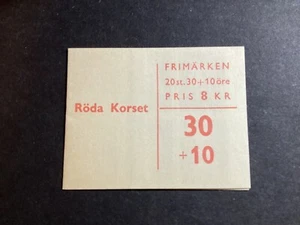 Röda Korset
FRIMÄRKEN
20 st. 30+10 öre
PRIS 8 KR
30
+10